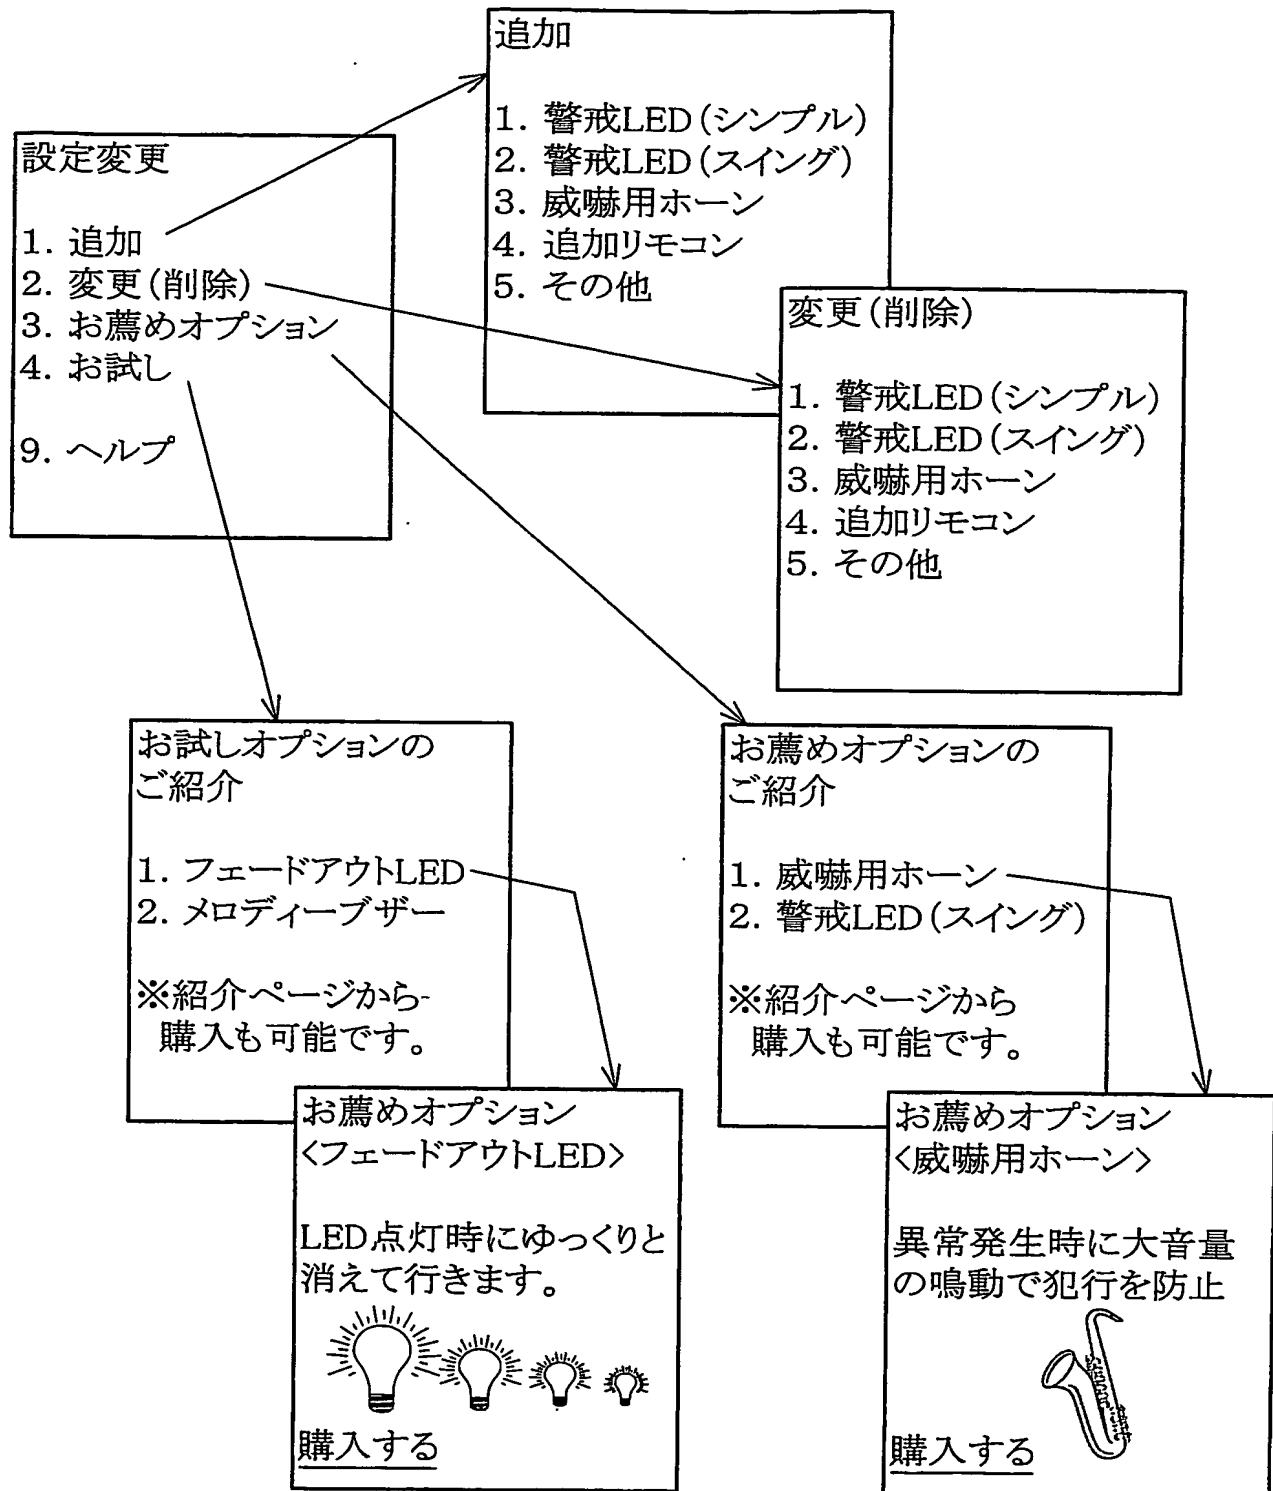 追加
1. 警戒LED(シンプル)
2. 警戒LED(スイング)
3. 威嚇用ホーン
4. 追加リモコン
5. その他
設定変更
1. 追加
2. 変更(削除)
3. お薦めオプション
4. お試し
9. ヘルプ
変更(削除)
1. 警戒LED(シンプル)
2. 警戒LED(スイング)
3. 威嚇用ホーン
4. 追加リモコン
5. その他
お試しオプションの
ご紹介
1. フェードアウトLED
2. メロディーブザー
※紹介ページから
購入も可能です。
お薦めオプションの
ご紹介
1. 威嚇用ホーン
2. 警戒LED(スイング)
※紹介ページから
購入も可能です。
お薦めオプション
<フェードアウトLED>
LED点灯時にゆっくりと
消えて行きます。
購入する
お薦めオプション
<威嚇用ホーン>
異常発生時に大音量
の鳴動で犯行を防止
購入する